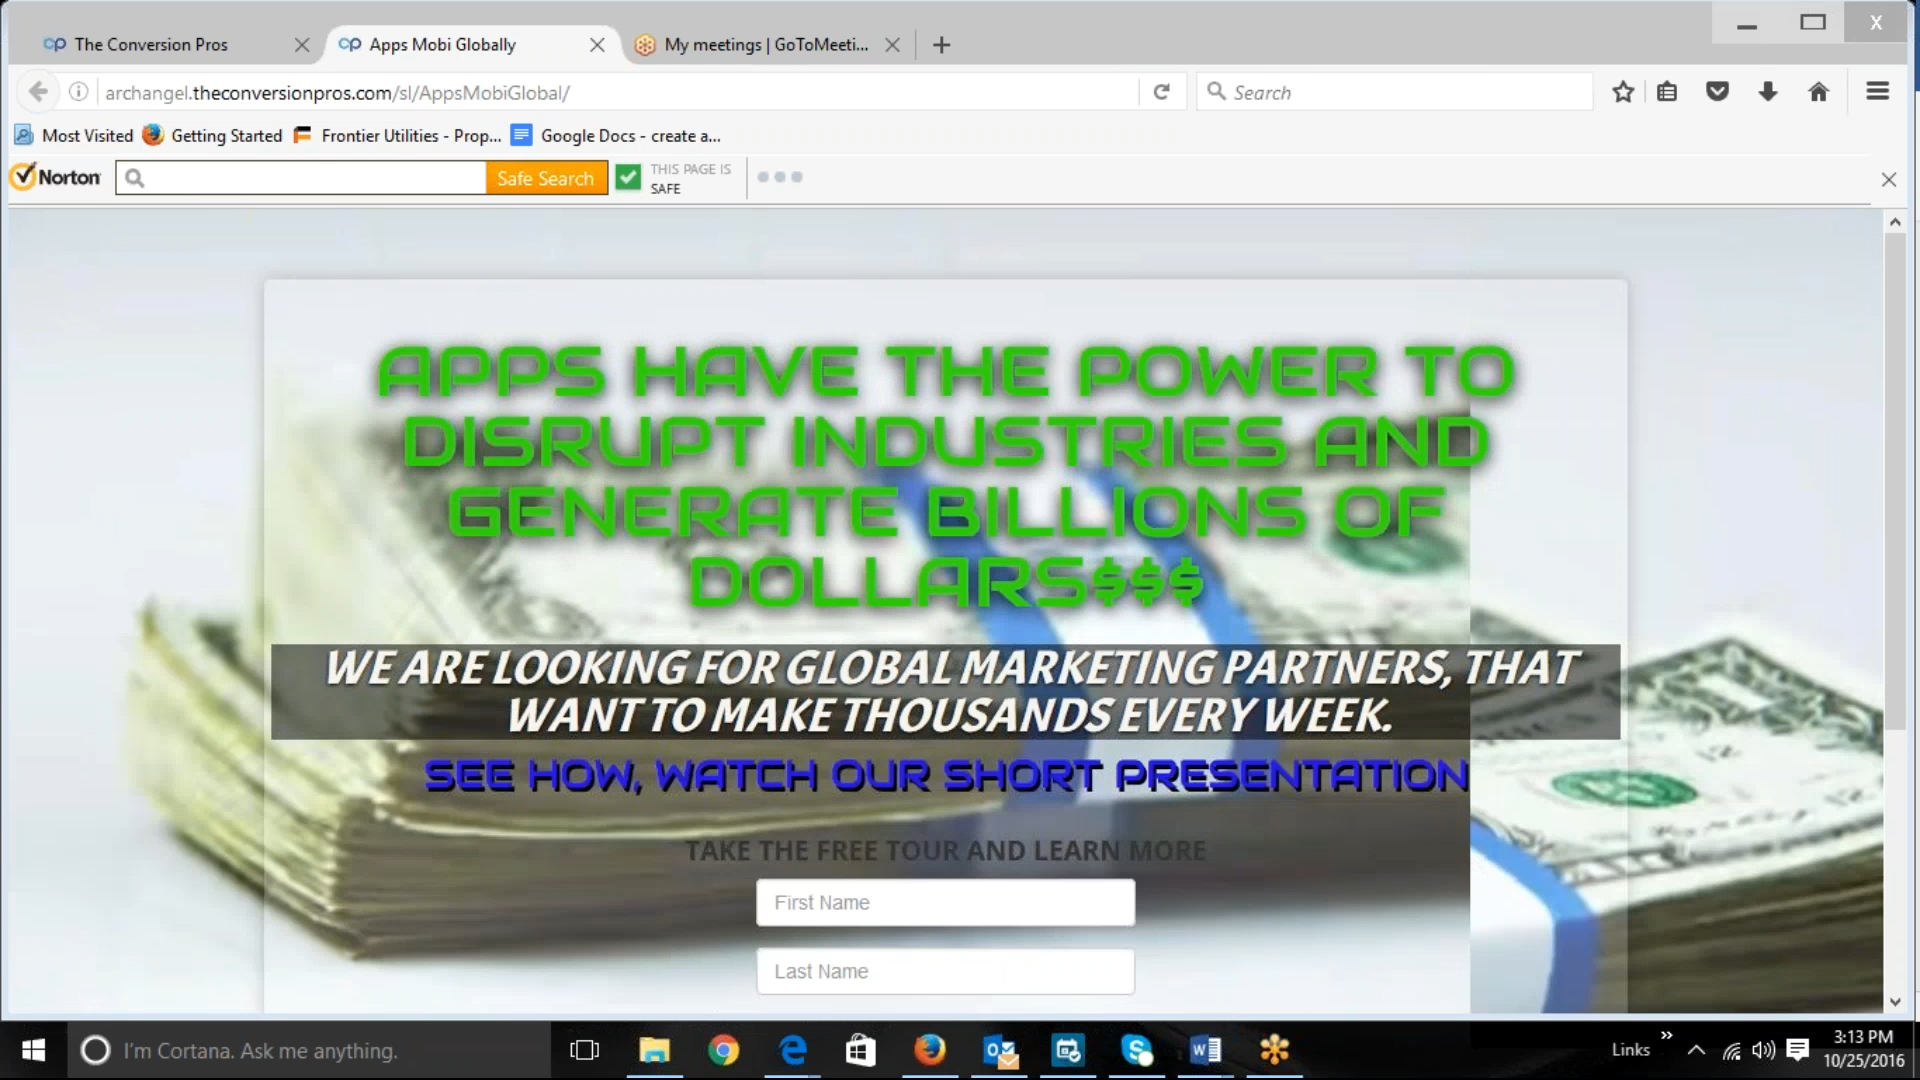 The Conversion Pros
Apps Mobi Globally
My meetings | GoToMeeti...
archangel.theconversionpros.com/sl/AppsMobiGlobal/
Search
Most Visited
Getting Started
Frontier Utilities - Prop...
Google Docs - create a...
Norton
Safe Search
THIS PAGE IS
SAFE
APPS HAVE THE POWER TO
DISRUPT INDUSTRIES AND
GENERATE BILLIONS OF
DOLLARS$$$
WE ARE LOOKING FOR GLOBAL MARKETING PARTNERS, THAT
WANT TO MAKE THOUSANDS EVERY WEEK.
SEE HOW, WATCH OUR SHORT PRESENTATION
TAKE THE FREE TOUR AND LEARN MORE
First Name
Last Name
I'm Cortana. Ask me anything.
Links
3:13 PM
10/25/2016